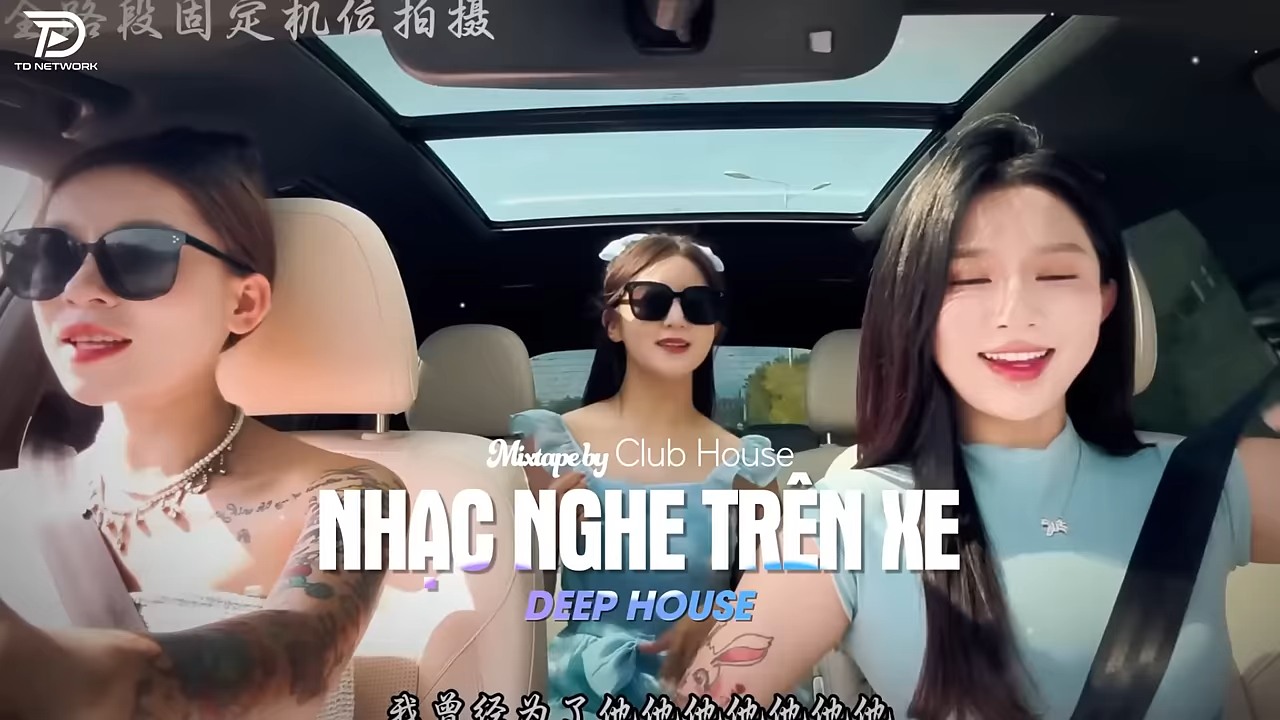 全路段固定机位拍摄
TD NETWORK
Mixtape by Club House
NHẠC NGHE TRÊN XE
DEEP HOUSE
我曾经为了他他他他他他他